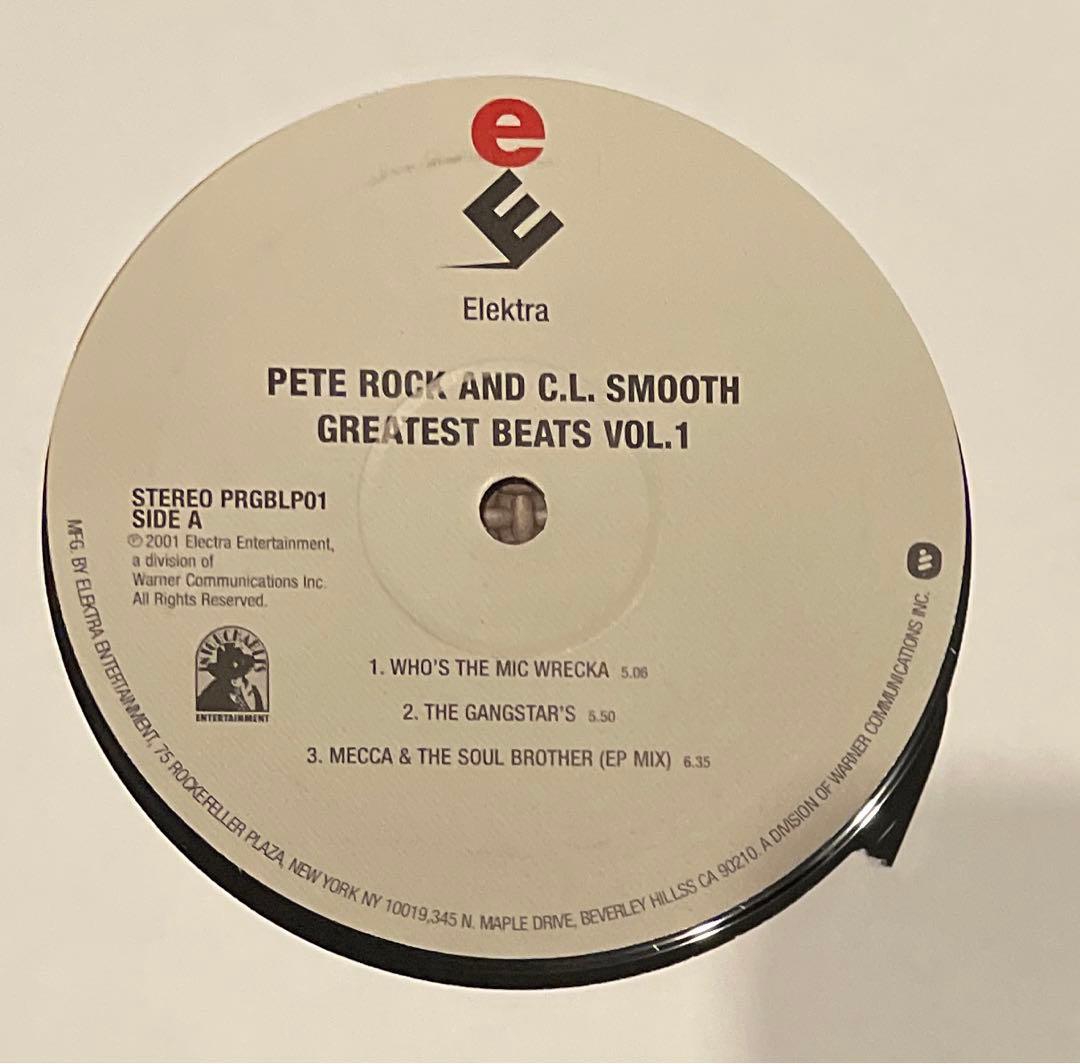 e
E
Elektra
PETE ROCK AND C.L. SMOOTH
GREATEST BEATS VOL.1
STEREO PRGBLP01
SIDE A
℗2001 Electra Entertainment,
a division of
Warner Communications Inc.
All Rights Reserved.
UNTOUCHABLES
ENTERTAINMENT
1. WHO'S THE MIC WRECKA 5.06
2. THE GANGSTAR'S 5.50
3. MECCA & THE SOUL BROTHER (EP MIX) 6.35
MFG. BY ELEKTRA ENTERTAINMENT, 75 ROCKEFELLER PLAZA, NEW YORK NY 10019,345 N. MAPLE DRIVE, BEVERLEY HILLSS CA 90210. A DIVISION OF WARNER COMMUNICATIONS INC.